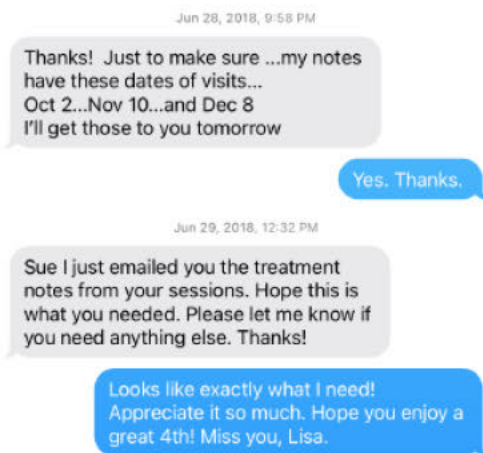 Jun 28, 2018, 9:58 PM
Thanks!  Just to make sure ...my notes
have these dates of visits...
Oct 2...Nov 10...and Dec 8
I'll get those to you tomorrow
Yes. Thanks.
Jun 29, 2018, 12:32 PM
Sue I just emailed you the treatment
notes from your sessions. Hope this is
what you needed. Please let me know if
you need anything else. Thanks!
Looks like exactly what I need!
Appreciate it so much. Hope you enjoy a
great 4th! Miss you, Lisa.